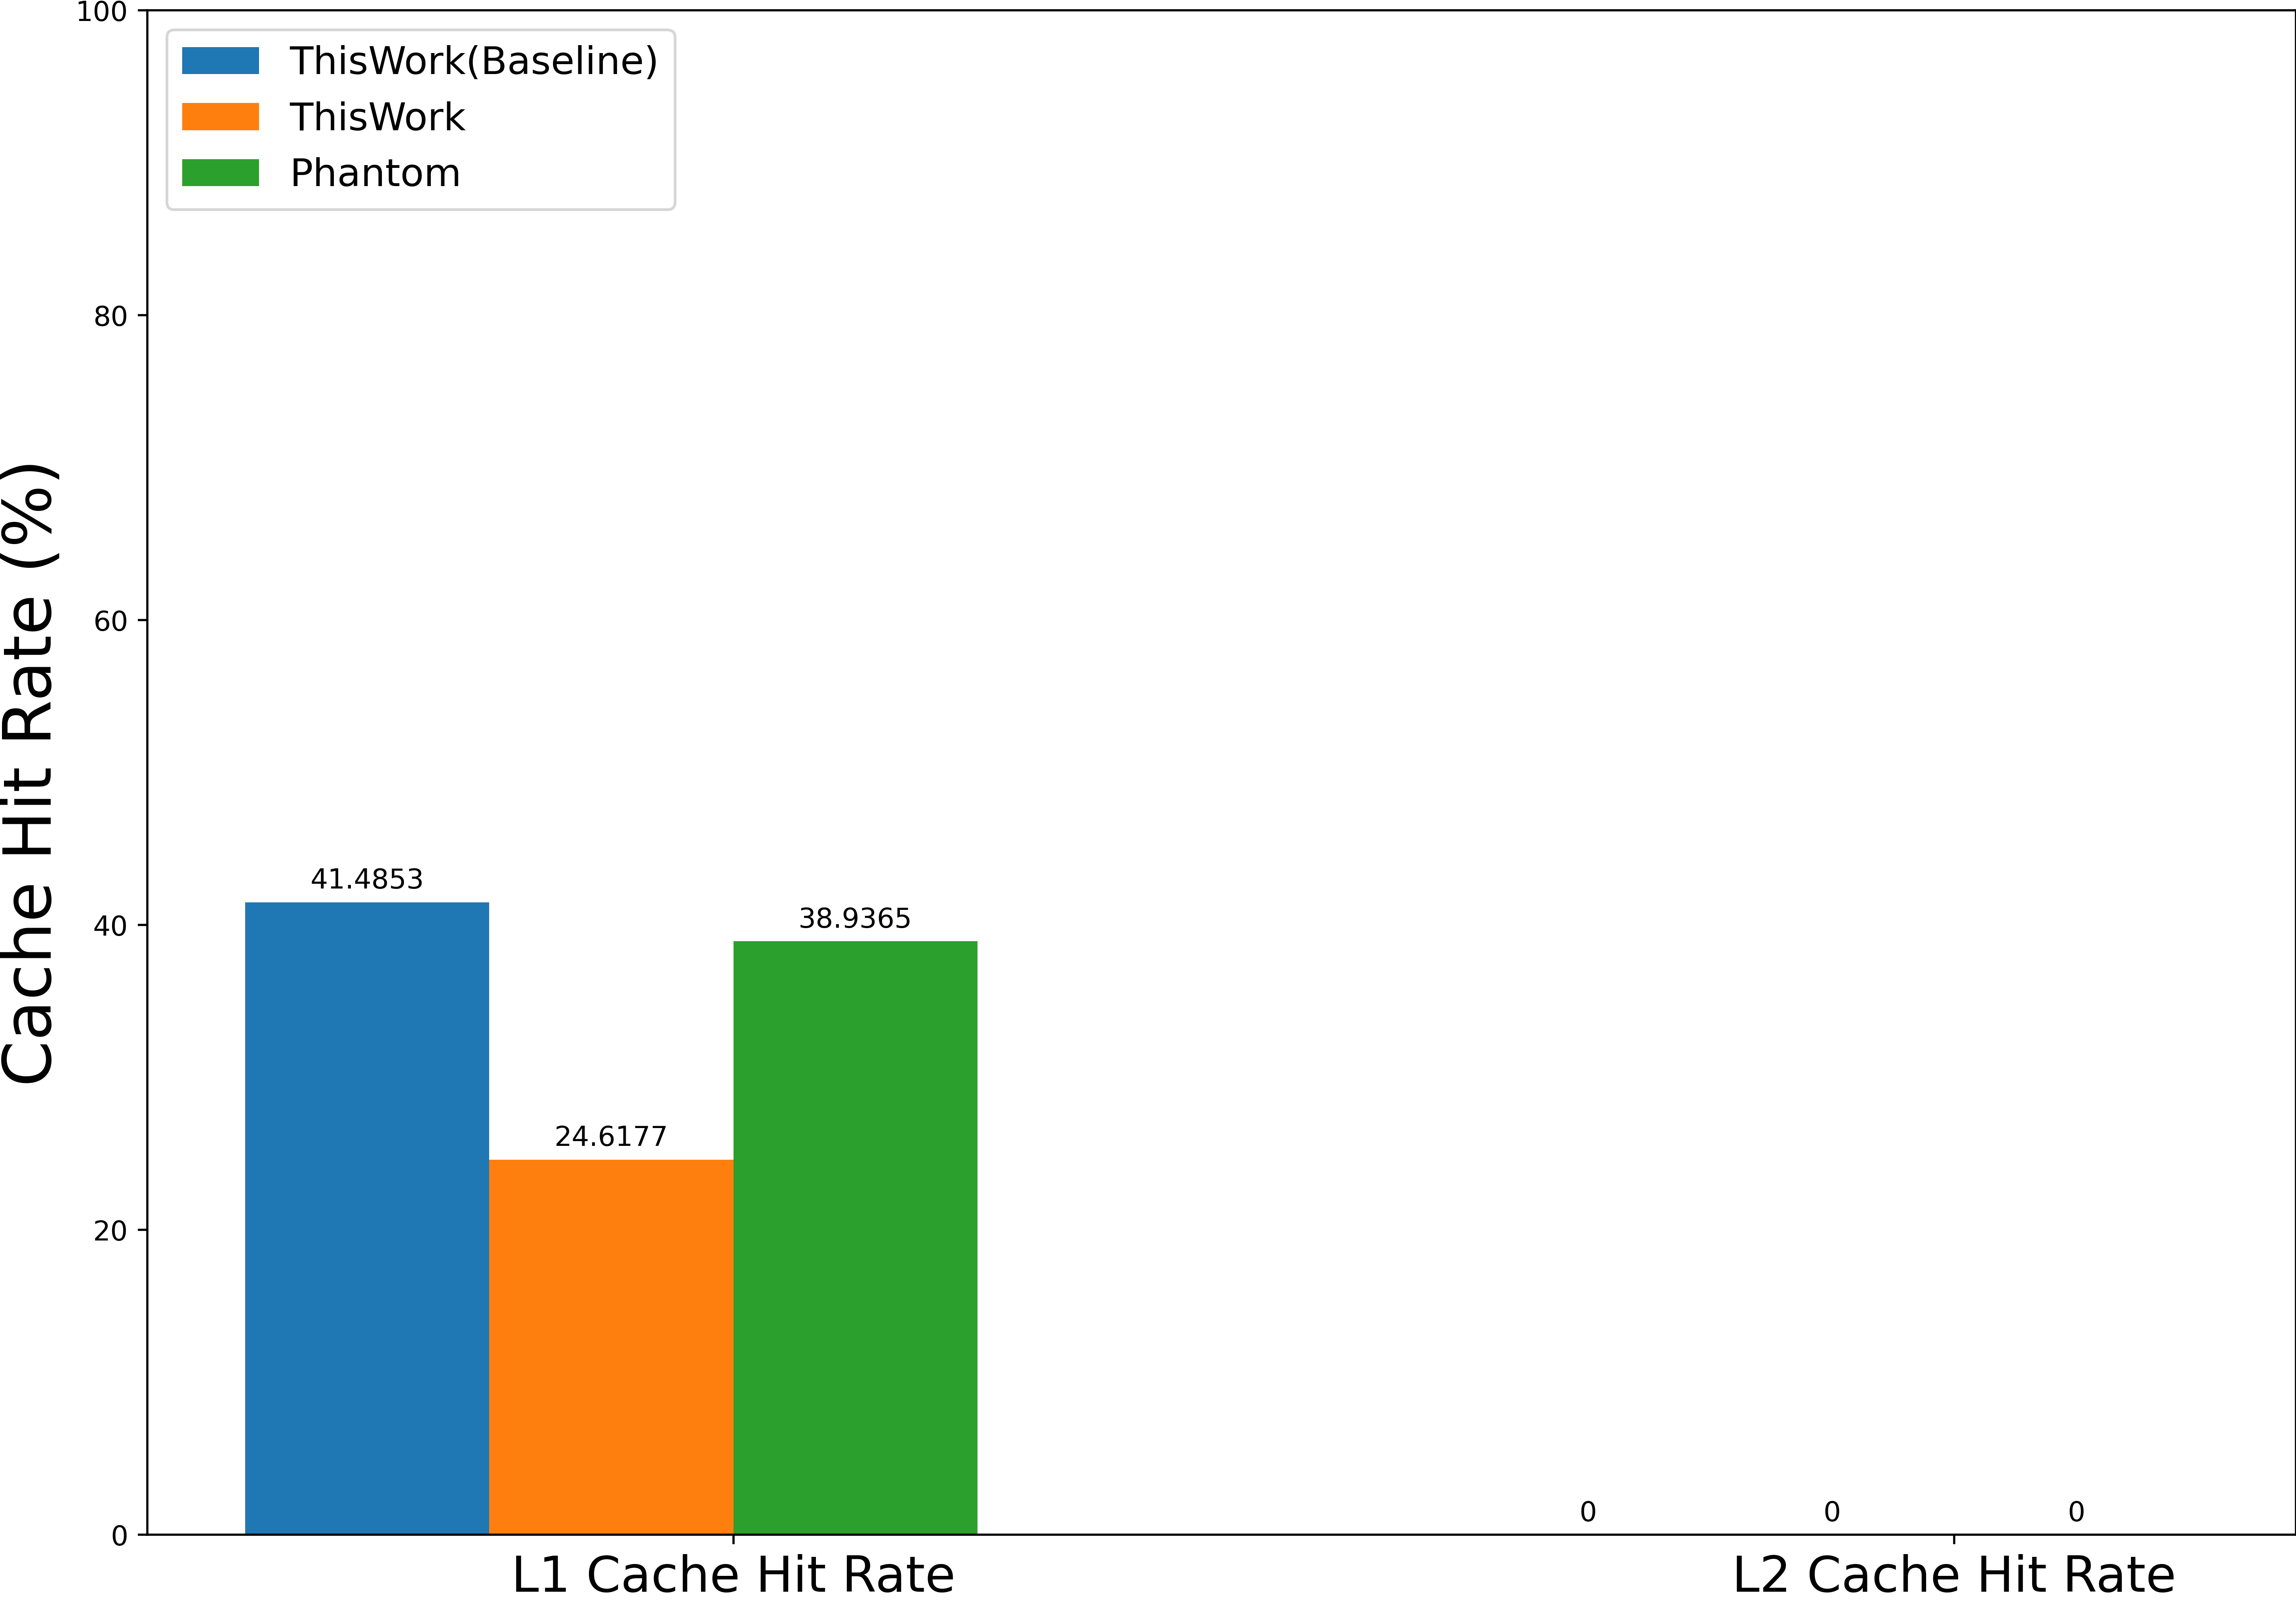 Cache Hit Rate (%)
100
80
60
40
20
0
ThisWork(Baseline)
ThisWork
Phantom
41.4853
24.6177
38.9365
0
0
0
L1 Cache Hit Rate
L2 Cache Hit Rate